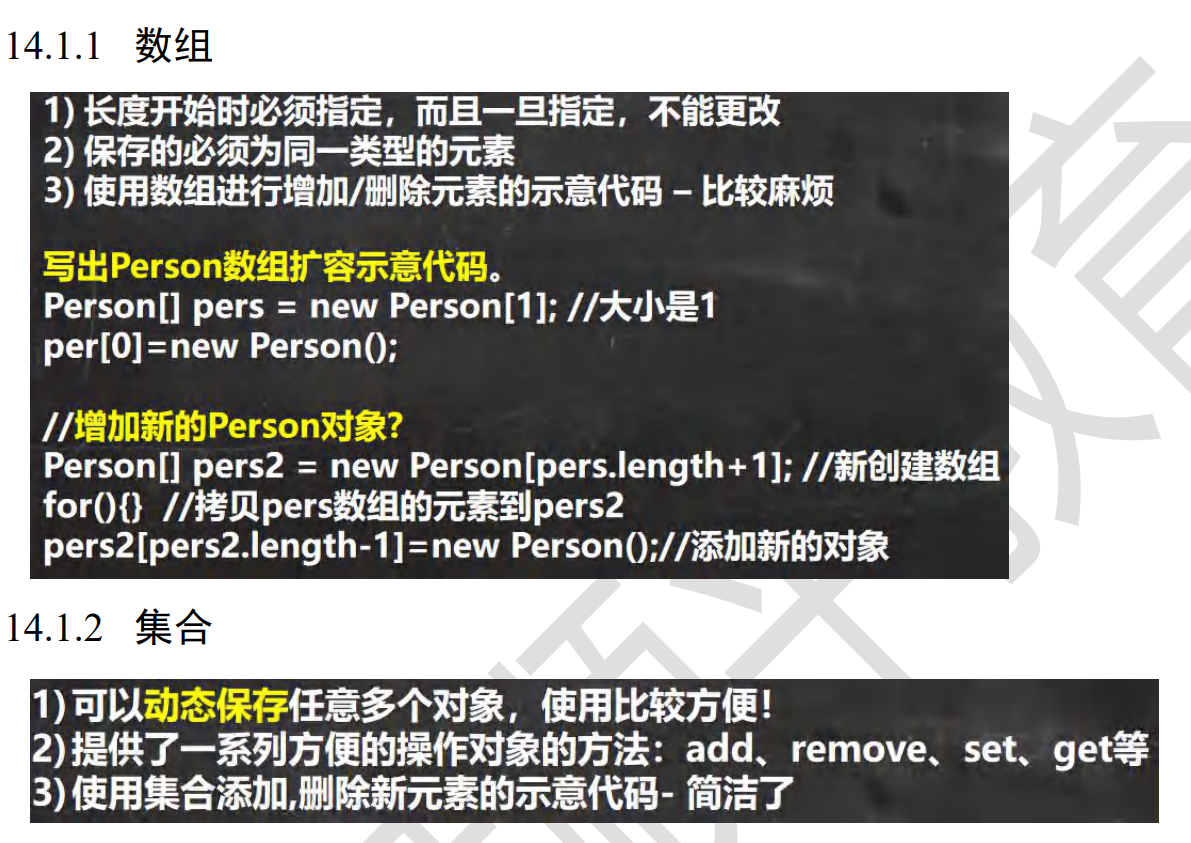 14.1.1 数组
1) 长度开始时必须指定，而且一旦指定，不能更改
2) 保存的必须为同一类型的元素
3) 使用数组进行增加/删除元素的示意代码 – 比较麻烦
写出Person数组扩容示意代码。
Person[] pers = new Person[1]; //大小是1
per[0]=new Person();
//增加新的Person对象?
Person[] pers2 = new Person[pers.length+1]; //新创建数组
for(){} //拷贝pers数组的元素到pers2
pers2[pers2.length-1]=new Person();//添加新的对象
14.1.2 集合
1) 可以动态保存任意多个对象，使用比较方便！
2) 提供了一系列方便的操作对象的方法：add、remove、set、get等
3) 使用集合添加,删除新元素的示意代码- 简洁了